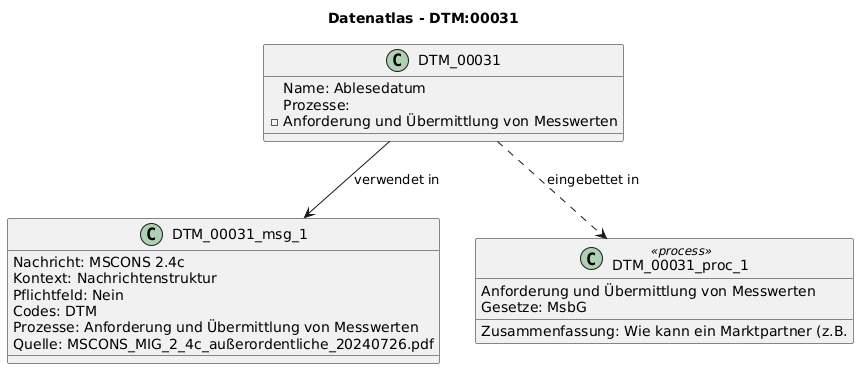 Datenatlas - DTM:00031
C DTM_00031
Name: Ablesedatum
Prozesse:
Anforderung und Übermittlung von Messwerten
verwendet in
eingebettet in
C DTM_00031_msg_1
Nachricht: MSCONS 2.4c
Kontext: Nachrichtenstruktur
Pflichtfeld: Nein
Codes: DTM
Prozesse: Anforderung und Übermittlung von Messwerten
Quelle: MSCONS_MIG_2_4c_außerordentliche_20240726.pdf
C «process»
DTM_00031_proc_1
Anforderung und Übermittlung von Messwerten
Gesetze: MsbG
Zusammenfassung: Wie kann ein Marktpartner (z.B.